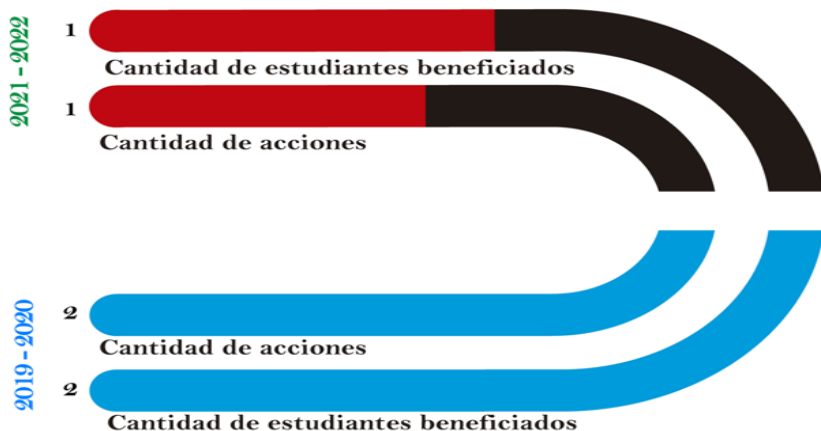 2021 - 2022
1
Cantidad de estudiantes beneficiados
1
Cantidad de acciones
2019 - 2020
2
Cantidad de acciones
2
Cantidad de estudiantes beneficiados